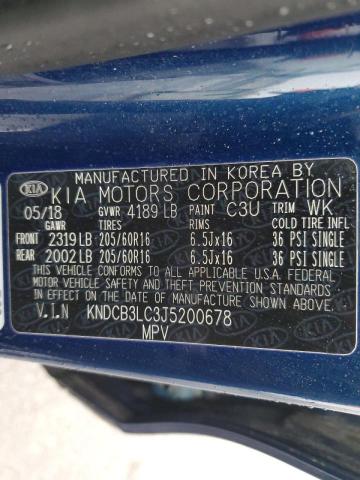 MANUFACTURED IN KOREA BY
KIA KIA MOTORS CORPORATION
05/18 GVWR 4189 LB PAINT C3U TRIM WK
GAWR TIRES RIMS COLD TIRE INFL
FRONT 2319 LB 205/60R16 6.5Jx16 36 PSI SINGLE
REAR 2002 LB 205/60R16 6.5Jx16 36 PSI SINGLE
THIS VEHICLE CONFORMS TO ALL APPLICABLE U.S.A. FEDERAL
MOTOR VEHICLE SAFETY AND THEFT PREVENTION STANDARDS
IN EFFECT ON THE DATE OF MANUFACTURE SHOWN ABOVE.
V.I.N KNDCB3LC3J5200678
MPV